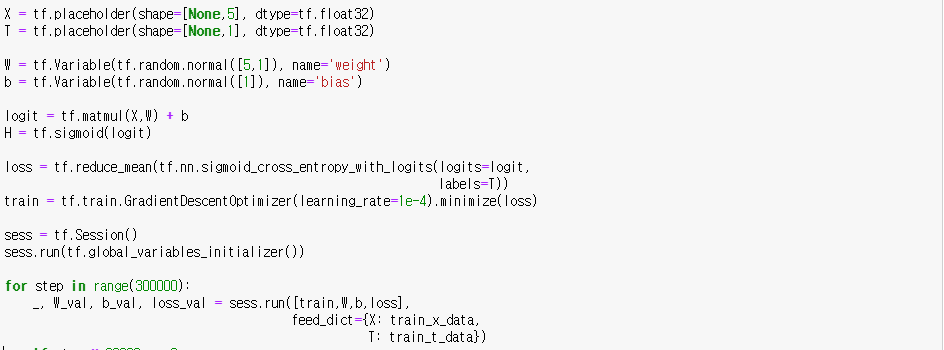 X = tf.placeholder(shape=[None,5], dtype=tf.float32)
T = tf.placeholder(shape=[None,1], dtype=tf.float32)
W = tf.Variable(tf.random.normal([5,1]), name='weight')
b = tf.Variable(tf.random.normal([1]), name='bias')
logit = tf.matmul(X,W) + b
H = tf.sigmoid(logit)
loss = tf.reduce_mean(tf.nn.sigmoid_cross_entropy_with_logits(logits=logit,
labels=T))
train = tf.train.GradientDescentOptimizer(learning_rate=1e-4).minimize(loss)
sess = tf.Session()
sess.run(tf.global_variables_initializer())
for step in range(300000):
_, W_val, b_val, loss_val = sess.run([train,W,b,loss],
feed_dict={X: train_x_data,
T: train_t_data})